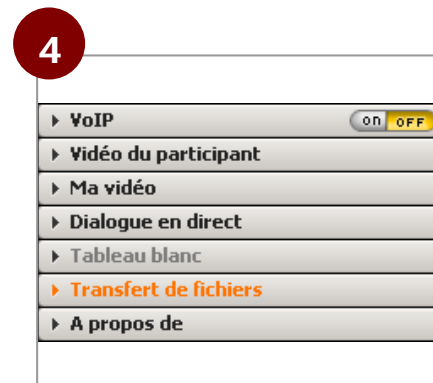 4
VoIP on OFF
Vidéo du participant
Ma vidéo
Dialogue en direct
Tableau blanc
Transfert de fichiers
A propos de